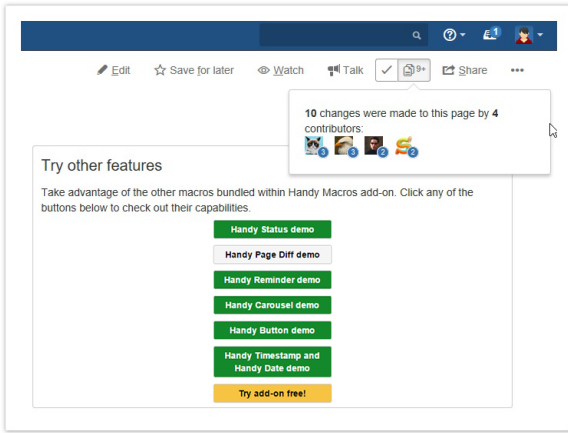 1
Edit
Save for later
Watch
Talk
9+
Share
10 changes were made to this page by 4
contributors:
3
3
2
2
Try other features
Take advantage of the other macros bundled within Handy Macros add-on. Click any of the
buttons below to check out their capabilities.
Handy Status demo
Handy Page Diff demo
Handy Reminder demo
Handy Carousel demo
Handy Button demo
Handy Timestamp and
Handy Date demo
Try add-on free!